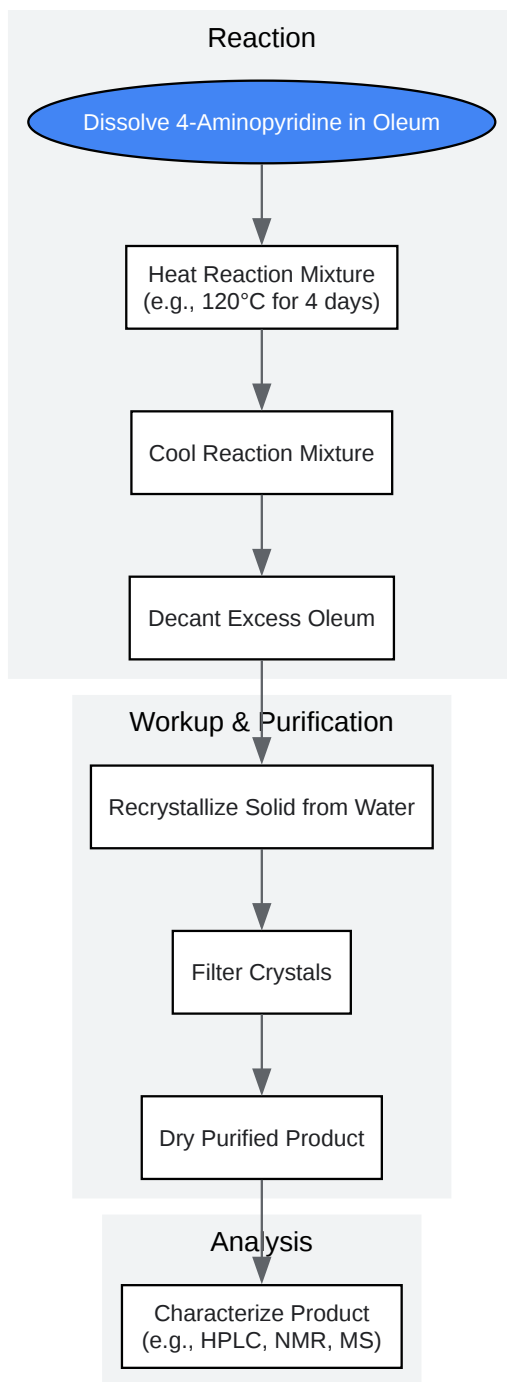 Reaction
Dissolve 4-Aminopyridine in Oleum
Heat Reaction Mixture
(e.g., 120°C for 4 days)
Cool Reaction Mixture
Decant Excess Oleum
Workup & Purification
Recrystallize Solid from Water
Filter Crystals
Dry Purified Product
Analysis
Characterize Product
(e.g., HPLC, NMR, MS)